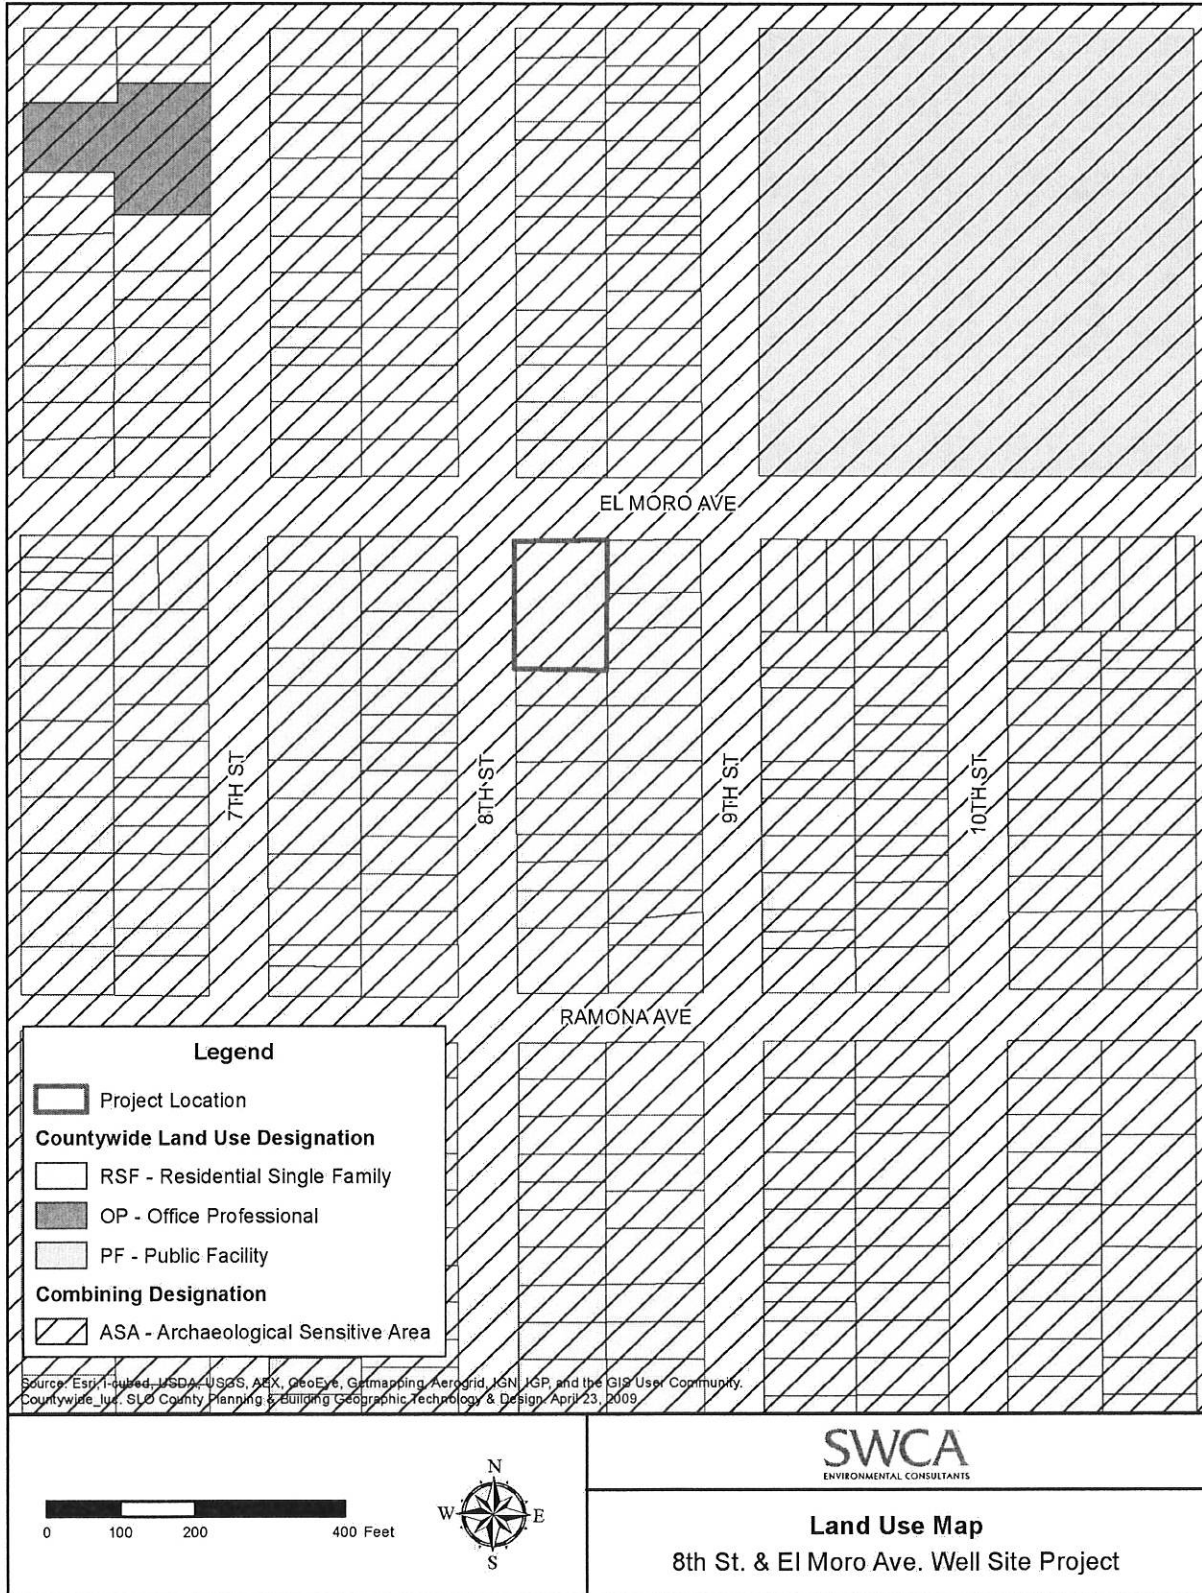 EL MORO AVE
7TH ST
8TH ST
9TH ST
10TH ST
RAMONA AVE
Legend
Project Location
Countywide Land Use Designation
RSF - Residential Single Family
OP - Office Professional
PF - Public Facility
Combining Designation
ASA - Archaeological Sensitive Area
Source: Esri, i-cubed, USDA, USGS, AEX, GeoEye, Getmapping, Aerogrid, IGN, IGP, and the GIS User Community.
Countywide_luc. SLO County Planning & Building Geographic Technology & Design. April 23, 2009
0 100 200 400 Feet
N
W E
S
SWCA
ENVIRONMENTAL CONSULTANTS
Land Use Map
8th St. & El Moro Ave. Well Site Project